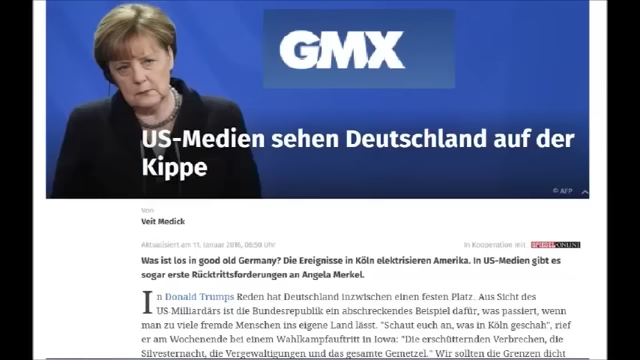 GMX
US-Medien sehen Deutschland auf der
Kippe
© AFP
Von
Veit Medick
Aktualisiert am 11. Januar 2016, 06:50 UHR
In Kooperation mit SPIEGEL ONLINE
Was ist los in good old Germany? Die Ereignisse in Köln elektrisieren Amerika. In US-Medien gibt es
sogar erste Rücktrittsforderungen an Angela Merkel.
In Donald Trumps Reden hat Deutschland inzwischen einen festen Platz. Aus Sicht des
US-Milliardärs ist die Bundesrepublik ein abschreckendes Beispiel dafür, was passiert, wenn
man zu viele fremde Menschen ins eigene Land lässt. "Schaut euch an, was in Köln geschah", rief er
am Wochenende bei einem Wahlkampfauftritt in Iowa: "Die erschütternden Verbrechen, die
Silvesternacht, die Vergewaltigungen und das gesamte Gemetzel." Wir sollten die Grenzen dicht